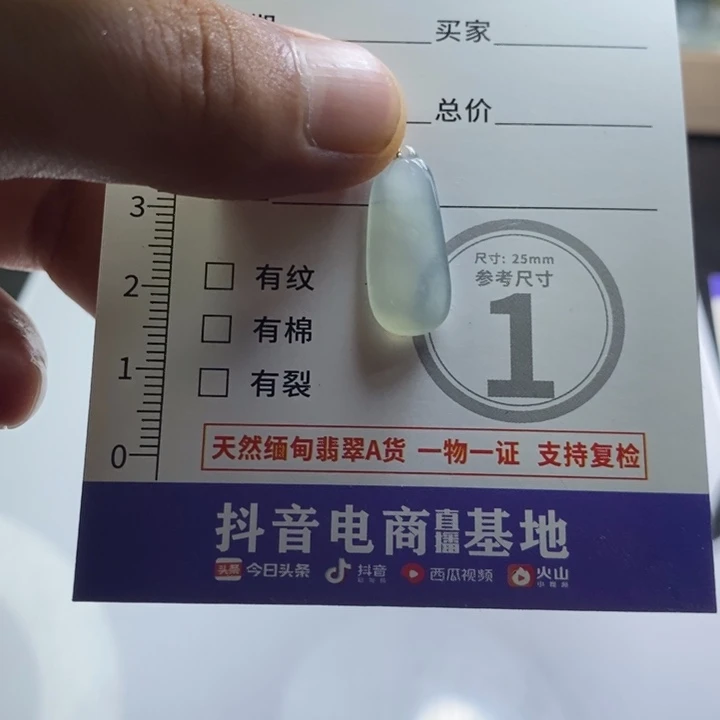 买家
总价
3
2
1
0
有纹
有棉
有裂
尺寸: 25mm
参考尺寸
1
天然缅甸翡翠A货 一物一证 支持复检
抖音电商直播基地
头条 今日头条 抖音 西瓜视频 火山